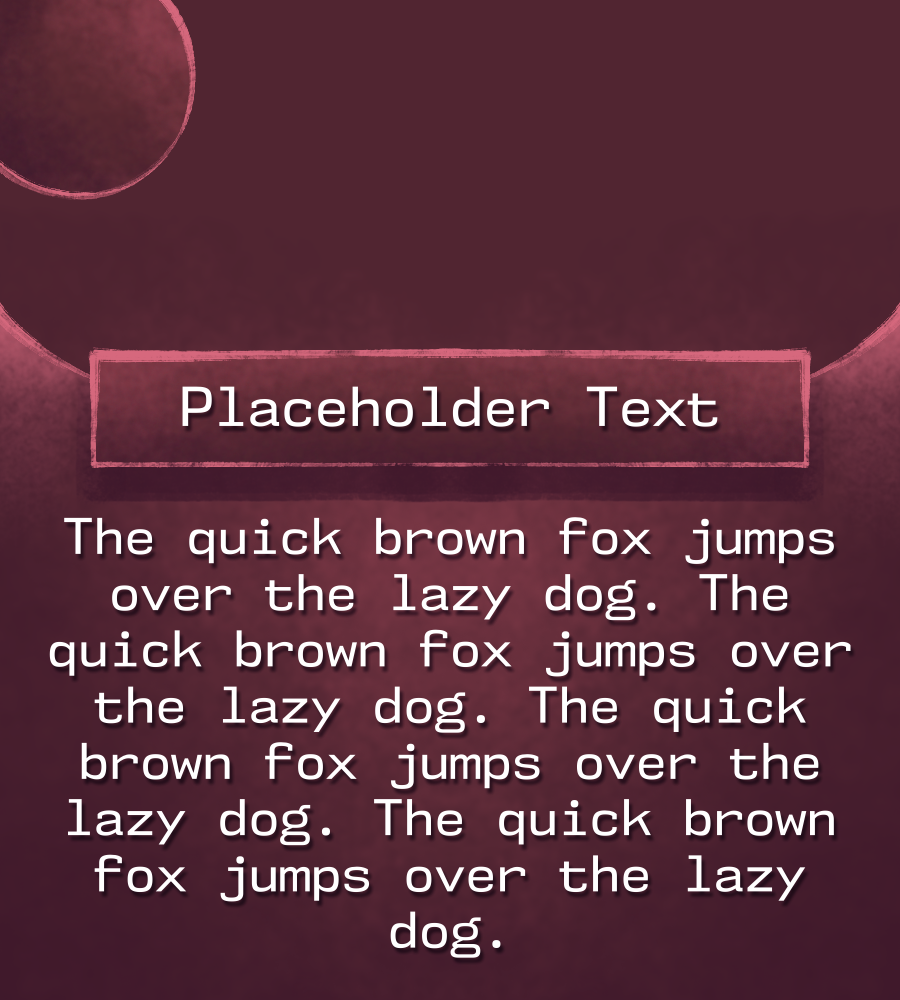 Placeholder Text
The quick brown fox jumps
over the lazy dog. The
quick brown fox jumps over
the lazy dog. The quick
brown fox jumps over the
lazy dog. The quick brown
fox jumps over the lazy
dog.